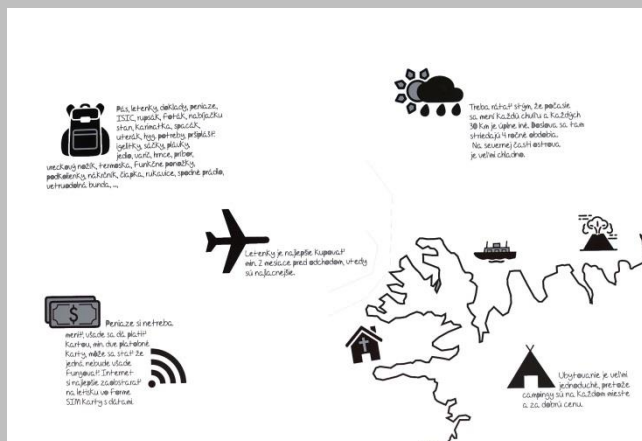 Pas, letenky, doklady, peniaze,
ISIC, rupsak, foťák, nabíjačku
stan, karimatka, spacák,
uterák, hyg. potreby, pršiplášť
igelitky, sáčky, plavky,
jedlo, varič, hrnce, príbor,
vreckový nožík, termoska, funkčné ponožky,
podkolienky, nákrčník, čiapka, rukavice, spodné prádlo,
vetruodolná bunda, ...
Treba rátať s tým, že počasie
sa mení každú chvíľu a každých
30 km je úplne iné. Doslova sa tam
striedajú 4 ročné obdobia.
Na severnej časti ostrova
je veľmi chladno.
Letenky je najlepšie kupovať
min. 2 mesiace pred odchodom, vtedy
sú najlacnejšie.
$
Peniaze si netreba
meniť, všade sa dá platiť
kartou, min. dve platobné
karty, môže sa stať že
jedna nebude všade
fungovať. Internet
si najlepšie zaobstarať
na letisku vo forme
SIM karty s dátami.
Ubytovanie je veľmi
jednoduché, pretože
campingy sú na každom mieste
a za dobrú cenu.